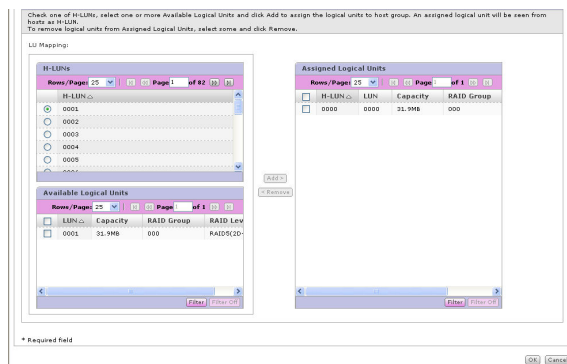 Check one of H-LUNs, select one or more Available Logical Units and click Add to assign the logical units to host group. An assigned logical unit will be seen from
hosts as H-LUN.
To remove logical units from Assigned Logical Units, select some and click Remove.
LU Mapping:
H-LUNs
Rows/Page: 25 Page 1 of 82
H-LUN
0001
0002
0003
0004
0005
Available Logical Units
Rows/Page: 25 Page 1 of 1
LUN Capacity RAID Group RAID Lev
0001 31.9MB 000 RAID5(2D-
Filter Filter Off
Add >
< Remove
Assigned Logical Units
Rows/Page: 25 Page 1 of 1
H-LUN LUN Capacity RAID Group
0000 0000 31.9MB 000
Filter Filter Off
* Required field
OK Cance